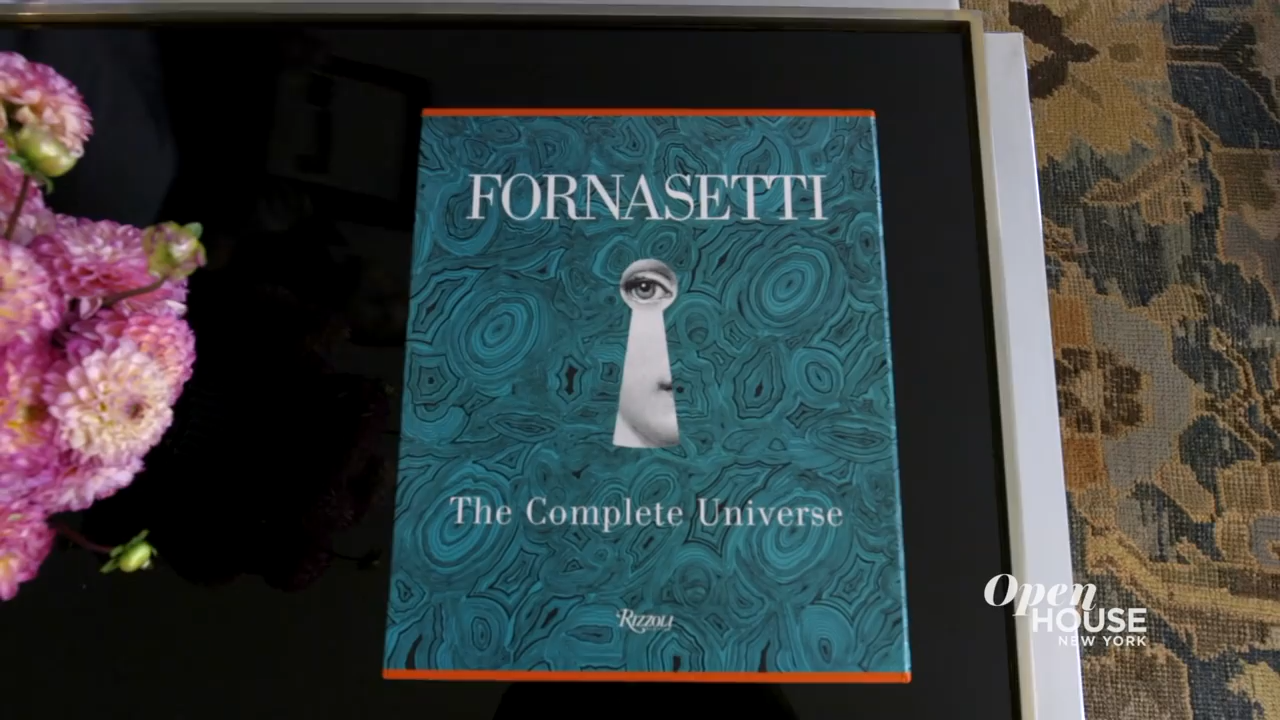 FORNASETTI
The Complete Universe
RIZZOLI
Open
HOUSE
NEW YORK